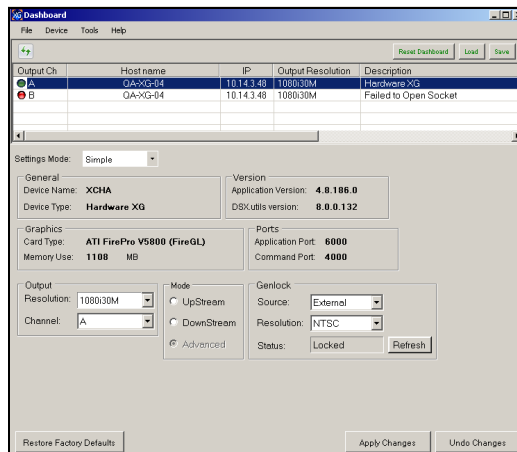 XG Dashboard
File Device Tools Help
Reset Dashboard Load Save
Output Ch Host name IP Output Resolution Description
A QA-XG-04 10.14.3.48 1080i30M Hardware XG
B QA-XG-04 10.14.3.48 1080i30M Failed to Open Socket
Settings Mode: Simple
General
Device Name: XCHA
Device Type: Hardware XG
Version
Application Version: 4.8.186.0
DSX.utils version: 8.0.0.132
Graphics
Card Type: ATI FirePro V5800 (FireGL)
Memory Use: 1108 MB
Ports
Application Port: 6000
Command Port: 4000
Output
Resolution: 1080i30M
Channel: A
Mode
UpStream
DownStream
Advanced
Genlock
Source: External
Resolution: NTSC
Status: Locked Refresh
Restore Factory Defaults Apply Changes Undo Changes